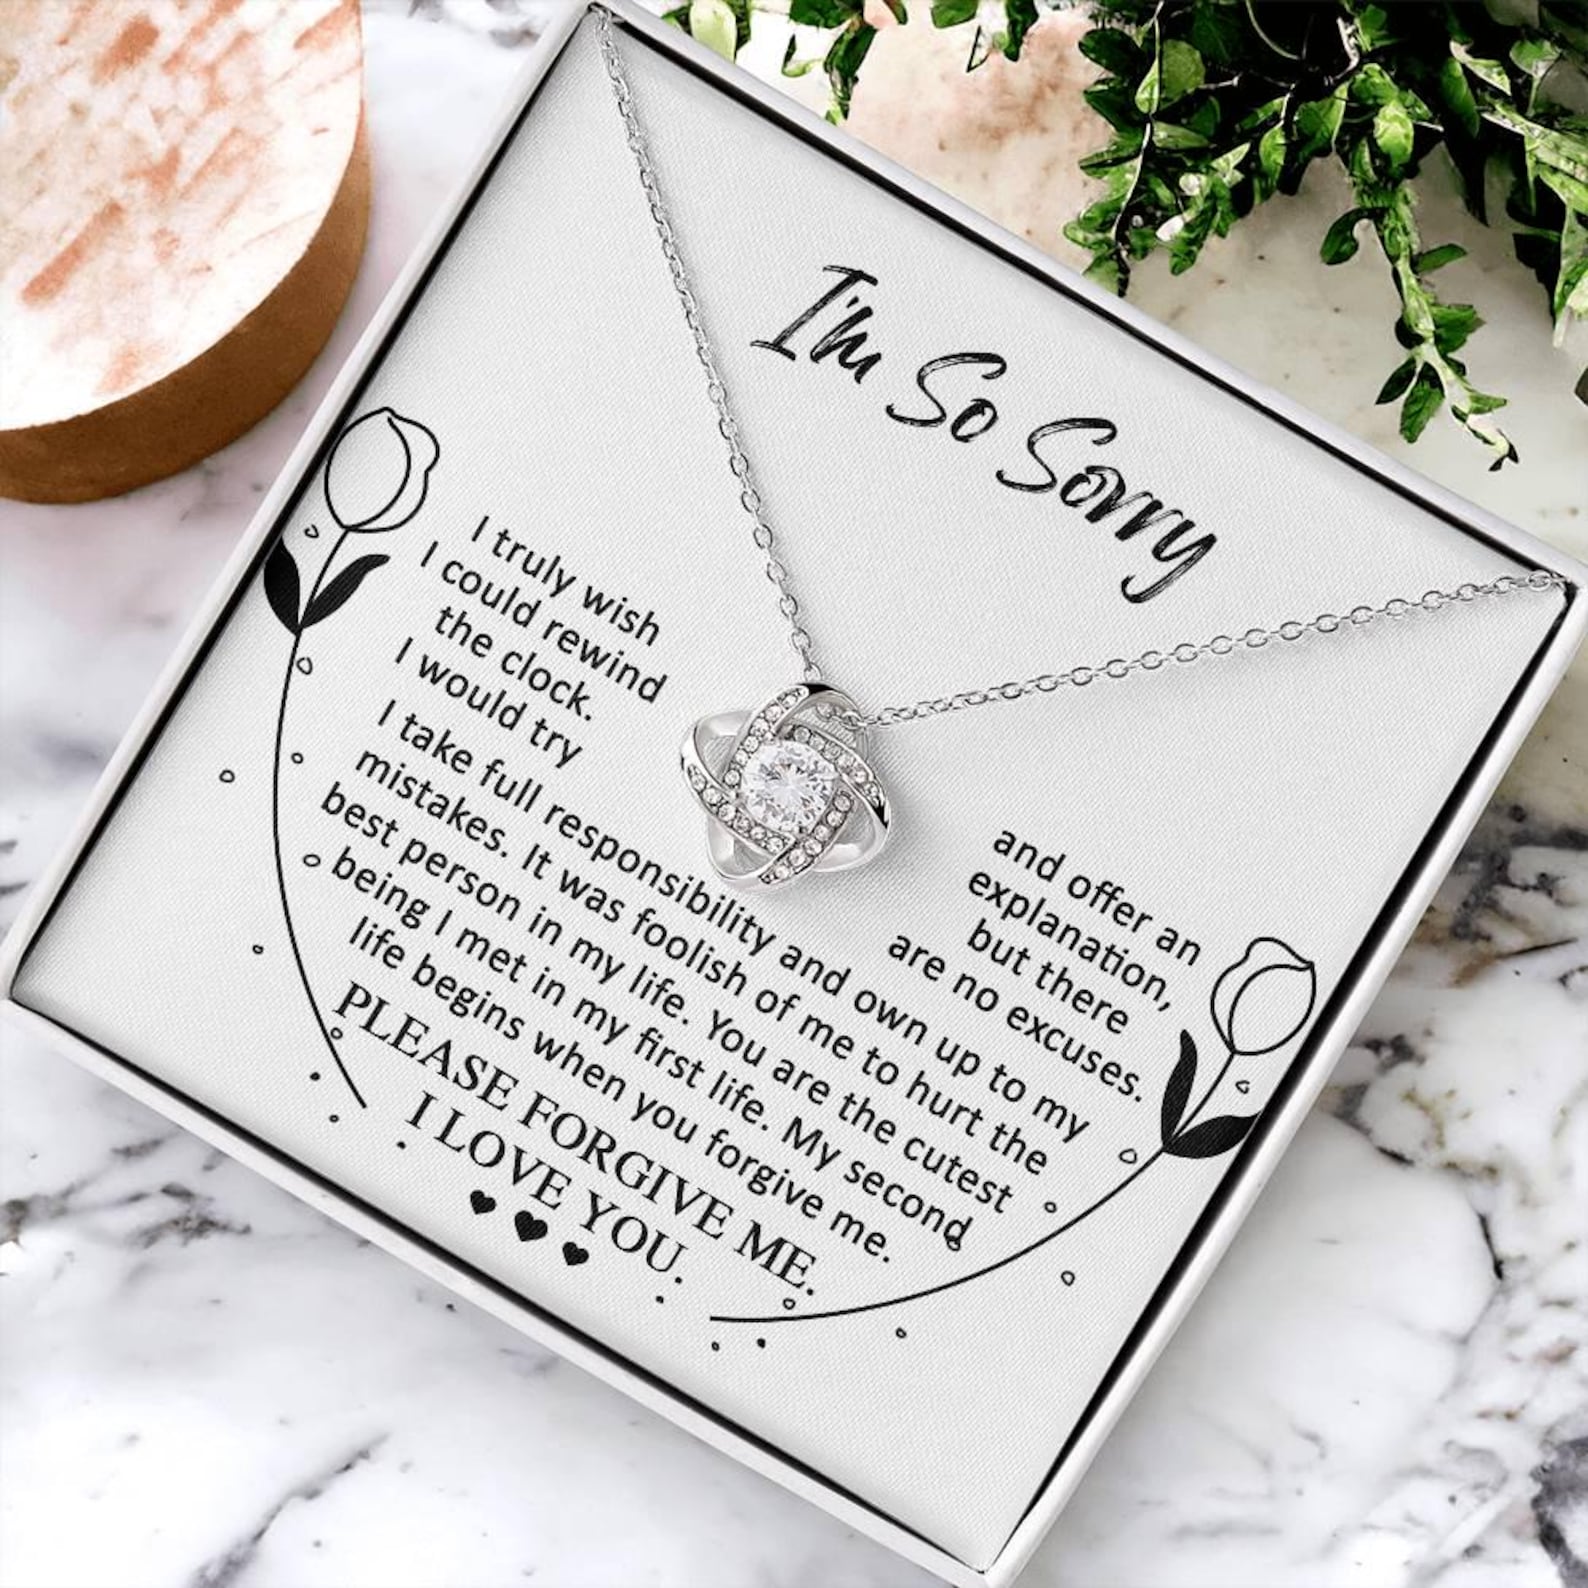 I'm So Sorry
I truly wish
I could rewind
the clock.
I would try
and offer an
explanation,
but there
are no excuses.
I take full responsibility and own up to my
mistakes. It was foolish of me to hurt the
best person in my life. You are the cutest
being I met in my first life. My second
life begins when you forgive me.
PLEASE FORGIVE ME.
I LOVE YOU.